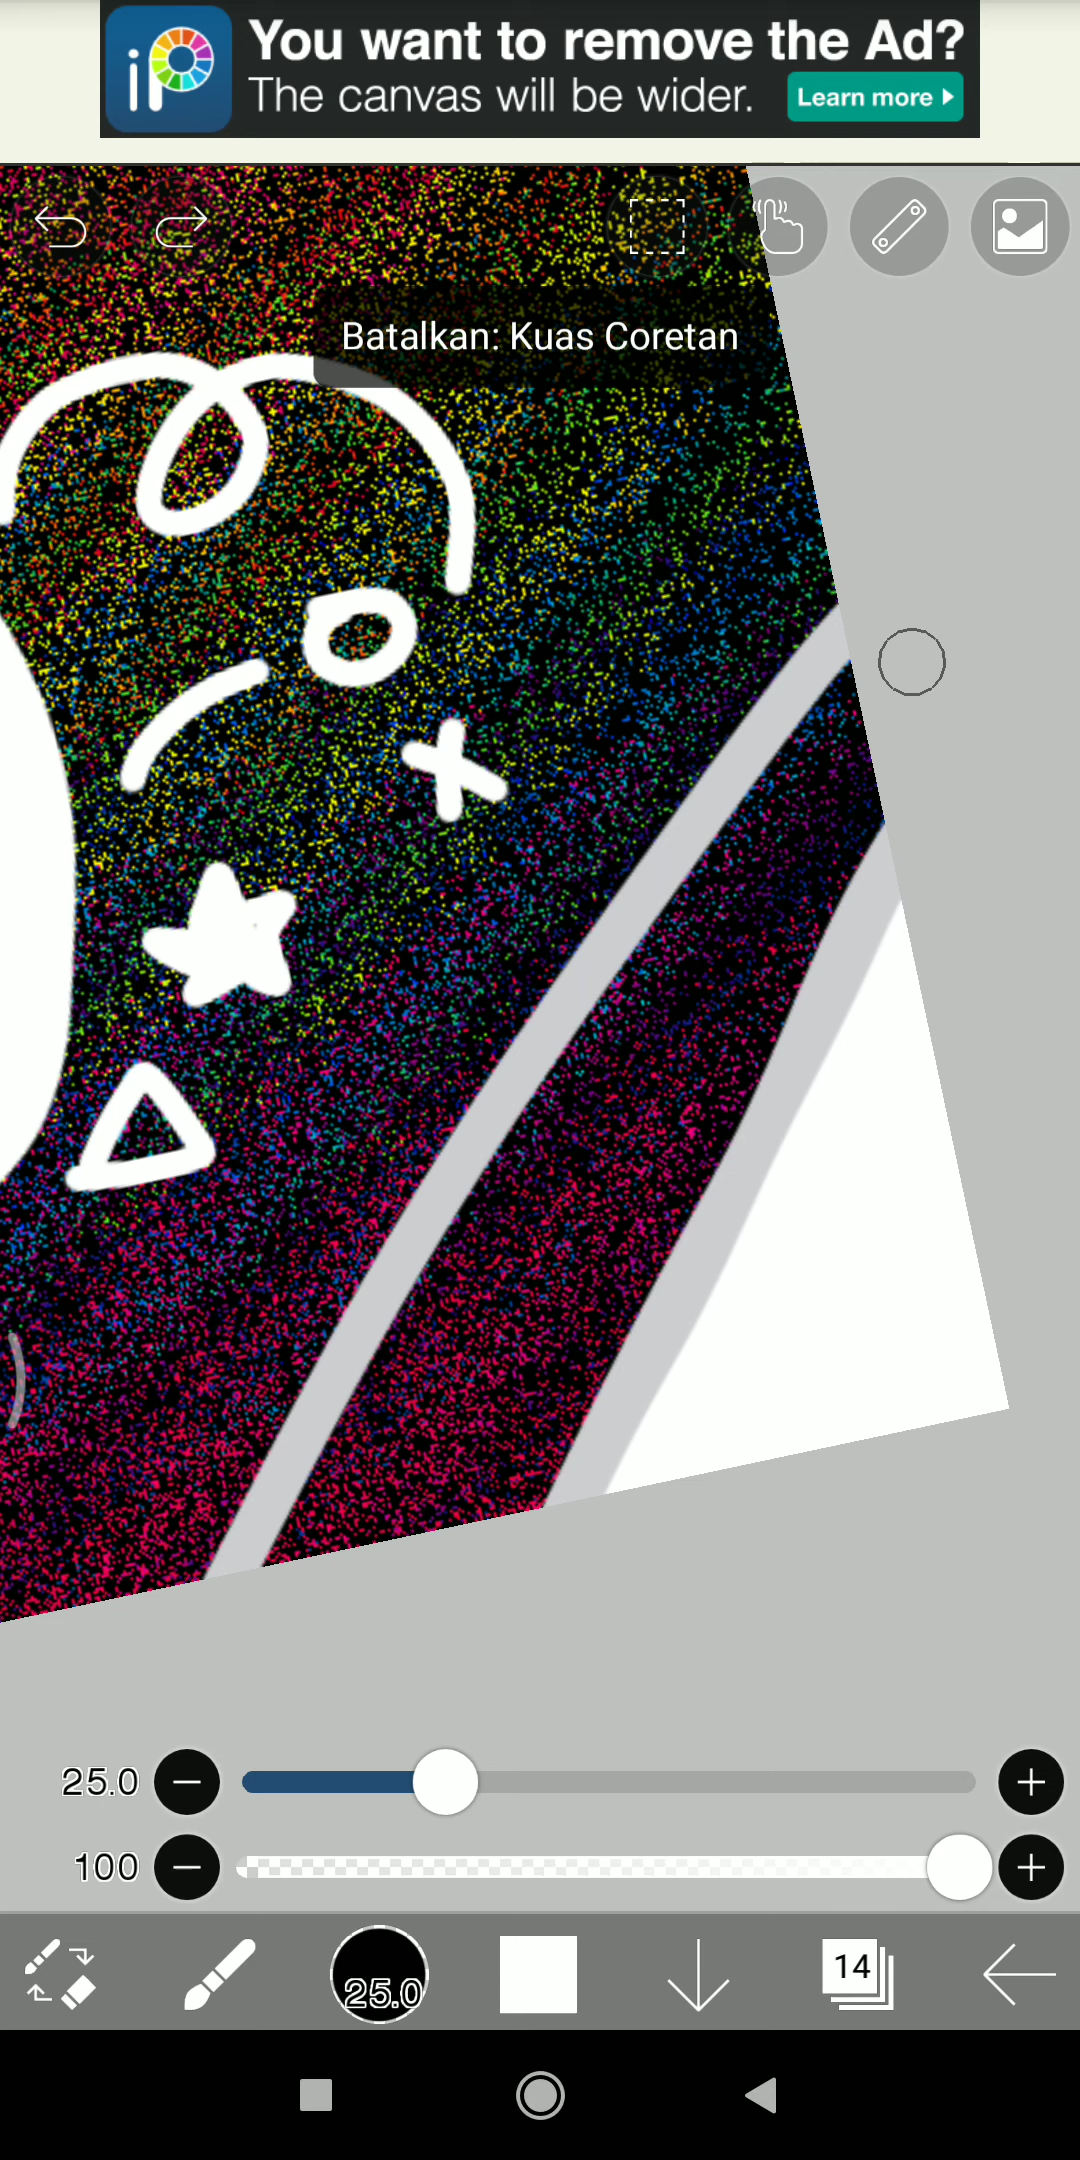 iP
You want to remove the Ad?
The canvas will be wider.
Learn more
Batalkan: Kuas Coretan
25.0
100
25.0
14